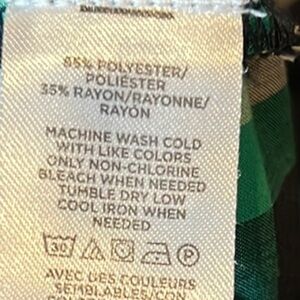 65% POLYESTER/
POLIÉSTER
35% RAYON/RAYONNE/
RAYÓN
MACHINE WASH COLD
WITH LIKE COLORS
ONLY NON-CHLORINE
BLEACH WHEN NEEDED
TUMBLE DRY LOW
COOL IRON WHEN
NEEDED
30 P
AVEC DES COULEURS
SEMBLABLES/CON